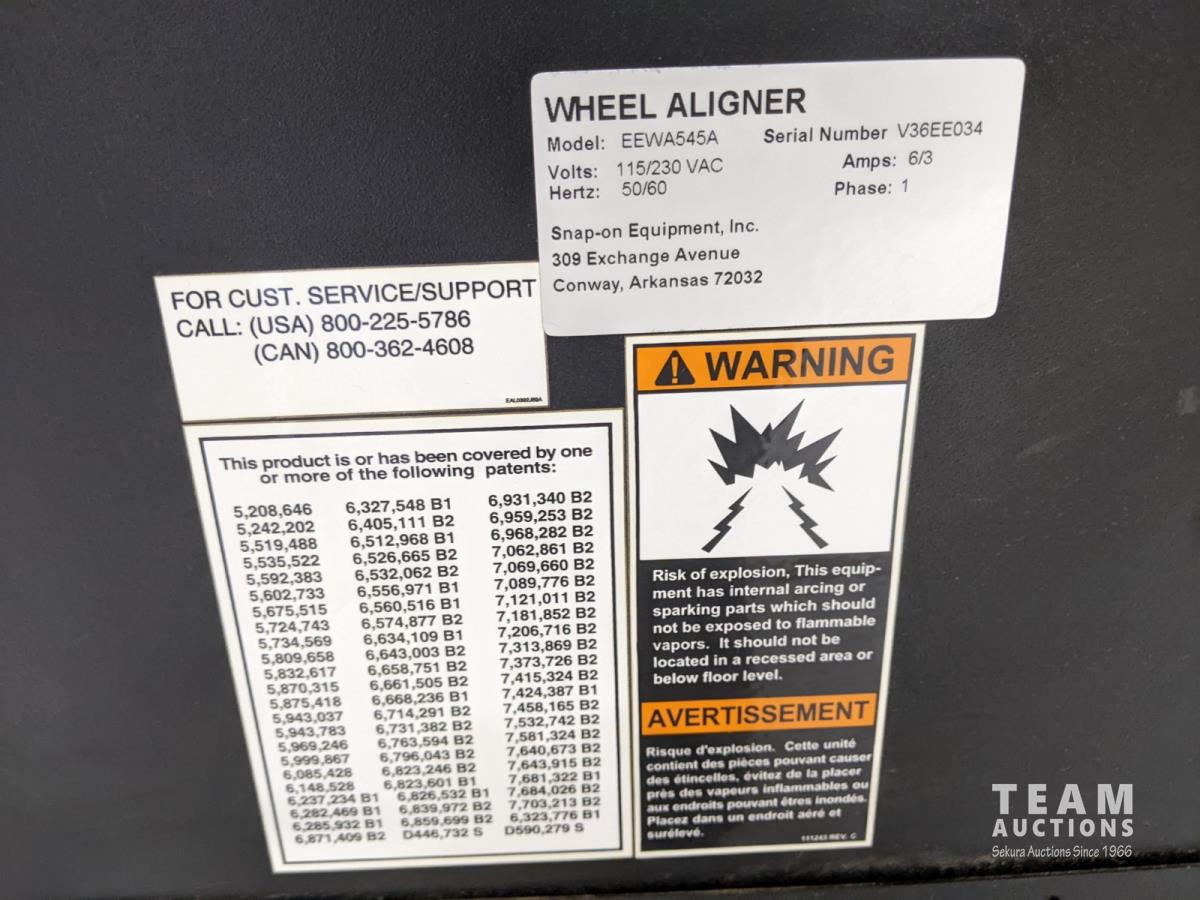 WHEEL ALIGNER
Model: EEWA545A Serial Number V36EE034
Volts: 115/230 VAC Amps: 6/3
Hertz: 50/60 Phase: 1
Snap-on Equipment, Inc.
309 Exchange Avenue
Conway, Arkansas 72032
FOR CUST. SERVICE/SUPPORT
CALL: (USA) 800-225-5786
(CAN) 800-362-4608
This product is or has been covered by one
or more of the following patents:
5,208,646 6,327,548 B1 6,931,340 B2
5,242,202 6,405,111 B2 6,959,253 B2
5,519,488 6,512,968 B1 6,968,282 B2
5,535,522 6,526,665 B2 7,062,861 B2
5,592,383 6,532,062 B2 7,069,660 B2
5,602,733 6,556,971 B1 7,089,776 B2
5,675,515 6,560,516 B1 7,121,011 B2
5,724,743 6,574,877 B2 7,181,852 B2
5,734,569 6,634,109 B1 7,206,716 B2
5,809,658 6,643,003 B2 7,313,869 B2
5,832,617 6,658,751 B2 7,373,726 B2
5,870,315 6,661,505 B2 7,415,324 B2
5,875,418 6,668,236 B1 7,424,387 B1
5,943,037 6,714,291 B2 7,458,165 B2
5,943,783 6,731,382 B2 7,532,742 B2
5,969,246 6,763,594 B2 7,581,324 B2
5,999,867 6,796,043 B2 7,640,673 B2
6,085,428 6,823,246 B2 7,643,915 B2
6,148,528 6,823,601 B1 7,681,322 B1
6,237,234 B1 6,826,532 B1 7,684,026 B2
6,282,469 B1 6,839,972 B2 7,703,213 B2
6,285,932 B1 6,859,699 B2 6,323,776 B1
6,871,409 B2 D446,732 S D590,279 S
WARNING
Risk of explosion, This equip-
ment has internal arcing or
sparking parts which should
not be exposed to flammable
vapors. It should not be
located in a recessed area or
below floor level.
AVERTISSEMENT
Risque d'explosion. Cette unité
contient des pièces pouvant causer
des étincelles, évitez de la placer
près des vapeurs inflammables ou
aux endroits pouvant êtres inondés.
Placez dans un endroit aéré et
surélevé.
111243 REV. C
TEAM
AUCTIONS
Sekura Auctions Since 1966